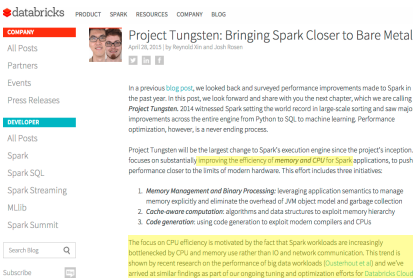 databricks
PRODUCT SPARK RESOURCES COMPANY BLOG
COMPANY
All Posts
Partners
Events
Press Releases
DEVELOPER
All Posts
Spark
Spark SQL
Spark Streaming
MLlib
Spark Summit
Search Blog
Subscribe
Project Tungsten: Bringing Spark Closer to Bare Metal
April 28, 2015 | by Reynold Xin and Josh Rosen
In a previous blog post, we looked back and surveyed performance improvements made to Spark in
the past year. In this post, we look forward and share with you the next chapter, which we are calling
Project Tungsten. 2014 witnessed Spark setting the world record in large-scale sorting and saw major
improvements across the entire engine from Python to SQL to machine learning. Performance
optimization, however, is a never ending process.
Project Tungsten will be the largest change to Spark's execution engine since the project's inception.
focuses on substantially improving the efficiency of memory and CPU for Spark applications, to push
performance closer to the limits of modern hardware. This effort includes three initiatives:
1. Memory Management and Binary Processing: leveraging application semantics to manage
memory explicitly and eliminate the overhead of JVM object model and garbage collection
2. Cache-aware computation: algorithms and data structures to exploit memory hierarchy
3. Code generation: using code generation to exploit modern compilers and CPUs
The focus on CPU efficiency is motivated by the fact that Spark workloads are increasingly
bottlenecked by CPU and memory use rather than IO and network communication. This trend is
shown by recent research on the performance of big data workloads (Ousterhout et al) and we've
arrived at similar findings as part of our ongoing tuning and optimization efforts for Databricks Cloud